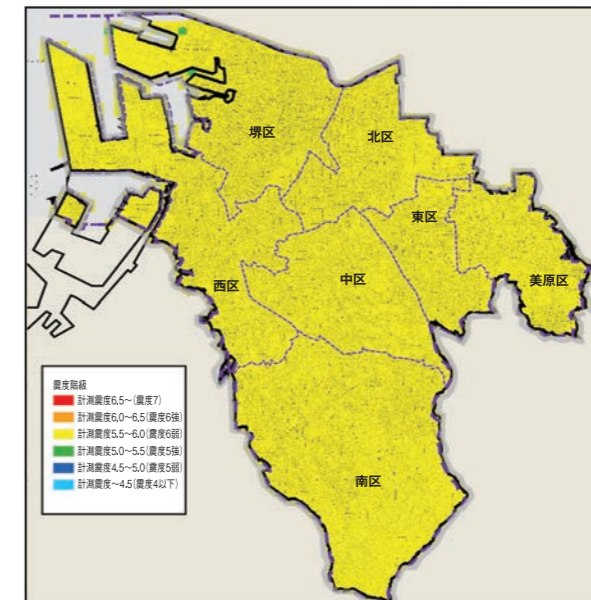 堺区
北区
東区
美原区
西区
中区
南区
震度階級
計測震度6.5～(震度7)
計測震度6.0～6.5(震度6強)
計測震度5.5～6.0(震度6弱)
計測震度5.0～5.5(震度5強)
計測震度4.5～5.0(震度5弱)
計測震度～4.5(震度4以下)